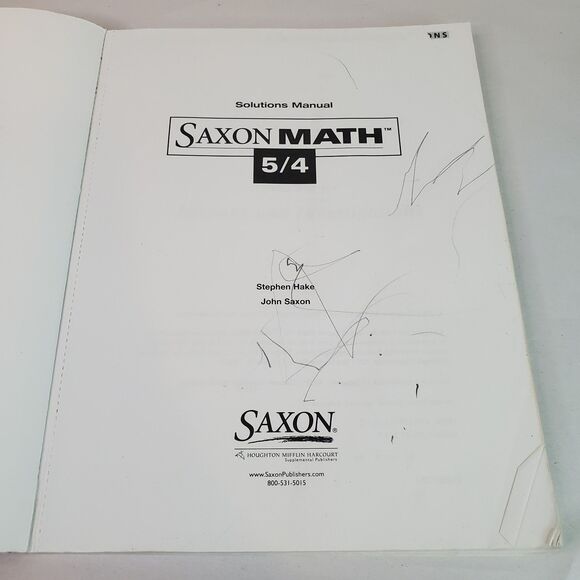 Solutions Manual
SAXON MATH™
5/4
Stephen Hake
John Saxon
SAXON®
HOUGHTON MIFFLIN HARCOURT
Supplemental Publishers
www.SaxonPublishers.com
800-531-5015